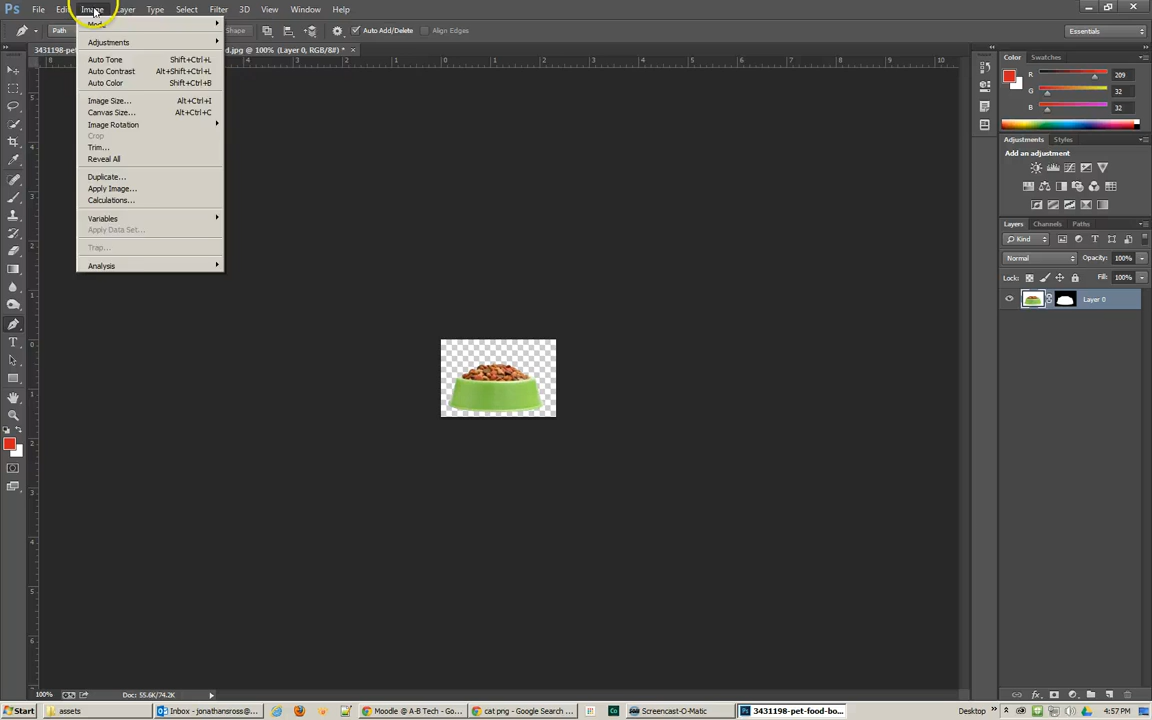 Ps File Edit Image Layer Type Select Filter 3D View Window Help
Path Shape Auto Add/Delete Align Edges Essentials
3431198-pet- d.jpg @ 100% (Layer 0, RGB/8#) *
Mode
Adjustments
Auto Tone Shift+Ctrl+L
Auto Contrast Alt+Shift+Ctrl+L
Auto Color Shift+Ctrl+B
Image Size... Alt+Ctrl+I
Canvas Size... Alt+Ctrl+C
Image Rotation
Crop
Trim...
Reveal All
Duplicate...
Apply Image...
Calculations...
Variables
Apply Data Set...
Trap...
Analysis
Color Swatches
R 209
G 32
B 32
Adjustments Styles
Add an adjustment
Layers Channels Paths
Kind
Normal Opacity: 100%
Lock: Fill: 100%
Layer 0
100% Doc: 55.6K/74.2K
Start assets Inbox - jonathansross@... Moodle @ A-B Tech - Go... cat png - Google Search ... Screencast-O-Matic 3431198-pet-food-bo... Desktop 4:57 PM